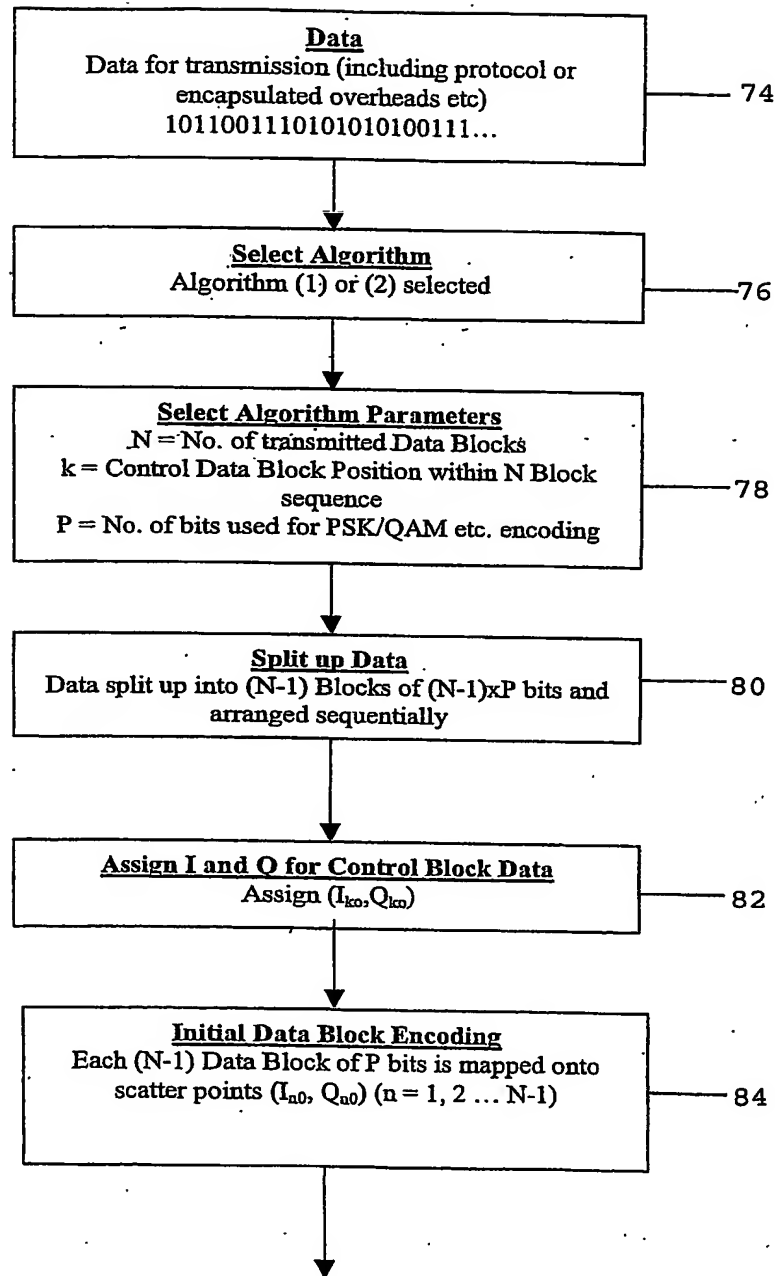 Data
Data for transmission (including protocol or
encapsulated overheads etc)
1011001110101010100111...
74
Select Algorithm
Algorithm (1) or (2) selected
76
Select Algorithm Parameters
N = No. of transmitted Data Blocks
k = Control Data Block Position within N Block
sequence
P = No. of bits used for PSK/QAM etc. encoding
78
Split up Data
Data split up into (N-1) Blocks of (N-1)xP bits and
arranged sequentially
80
Assign I and Q for Control Block Data
Assign (Iko,Qko)
82
Initial Data Block Encoding
Each (N-1) Data Block of P bits is mapped onto
scatter points (In0, Qn0) (n = 1, 2 ... N-1)
84